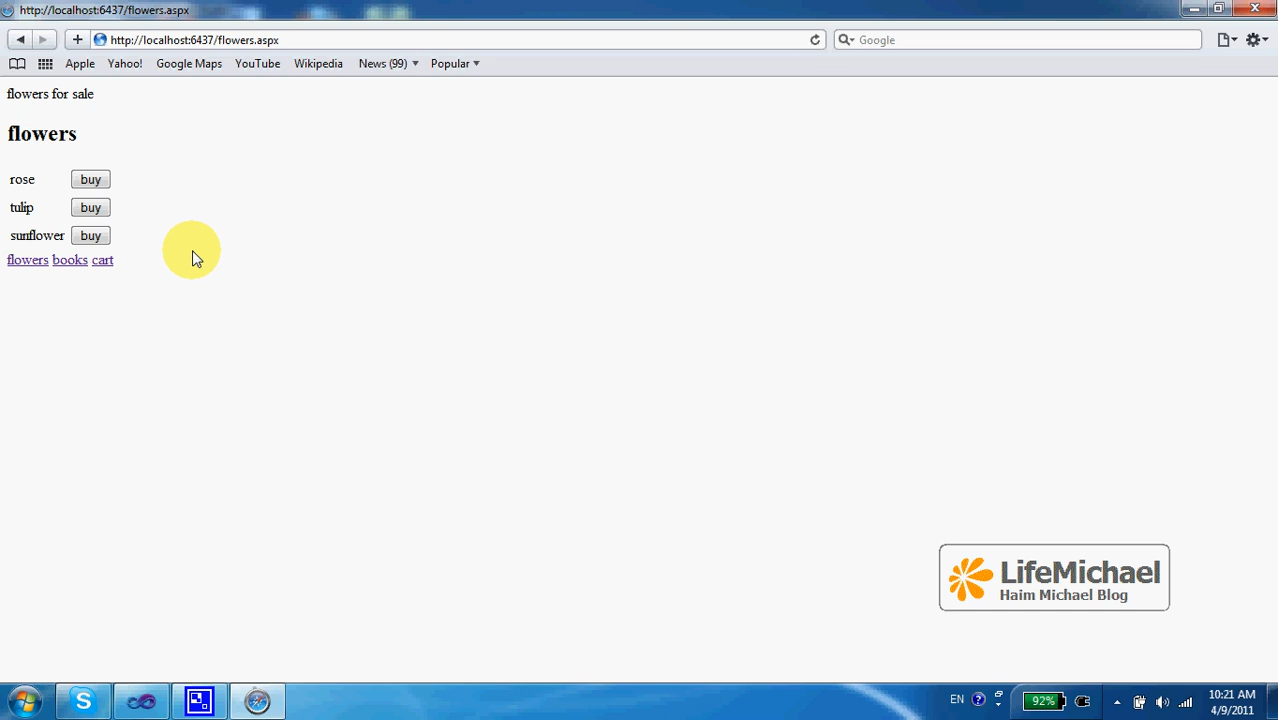 http://localhost:6437/flowers.aspx
http://localhost:6437/flowers.aspx
Google
Apple Yahoo! Google Maps YouTube Wikipedia News (99) Popular
flowers for sale
flowers
rose buy
tulip buy
sunflower buy
flowers books cart
LifeMichael
Haim Michael Blog
S
EN ? 92%
10:21 AM
4/9/2011